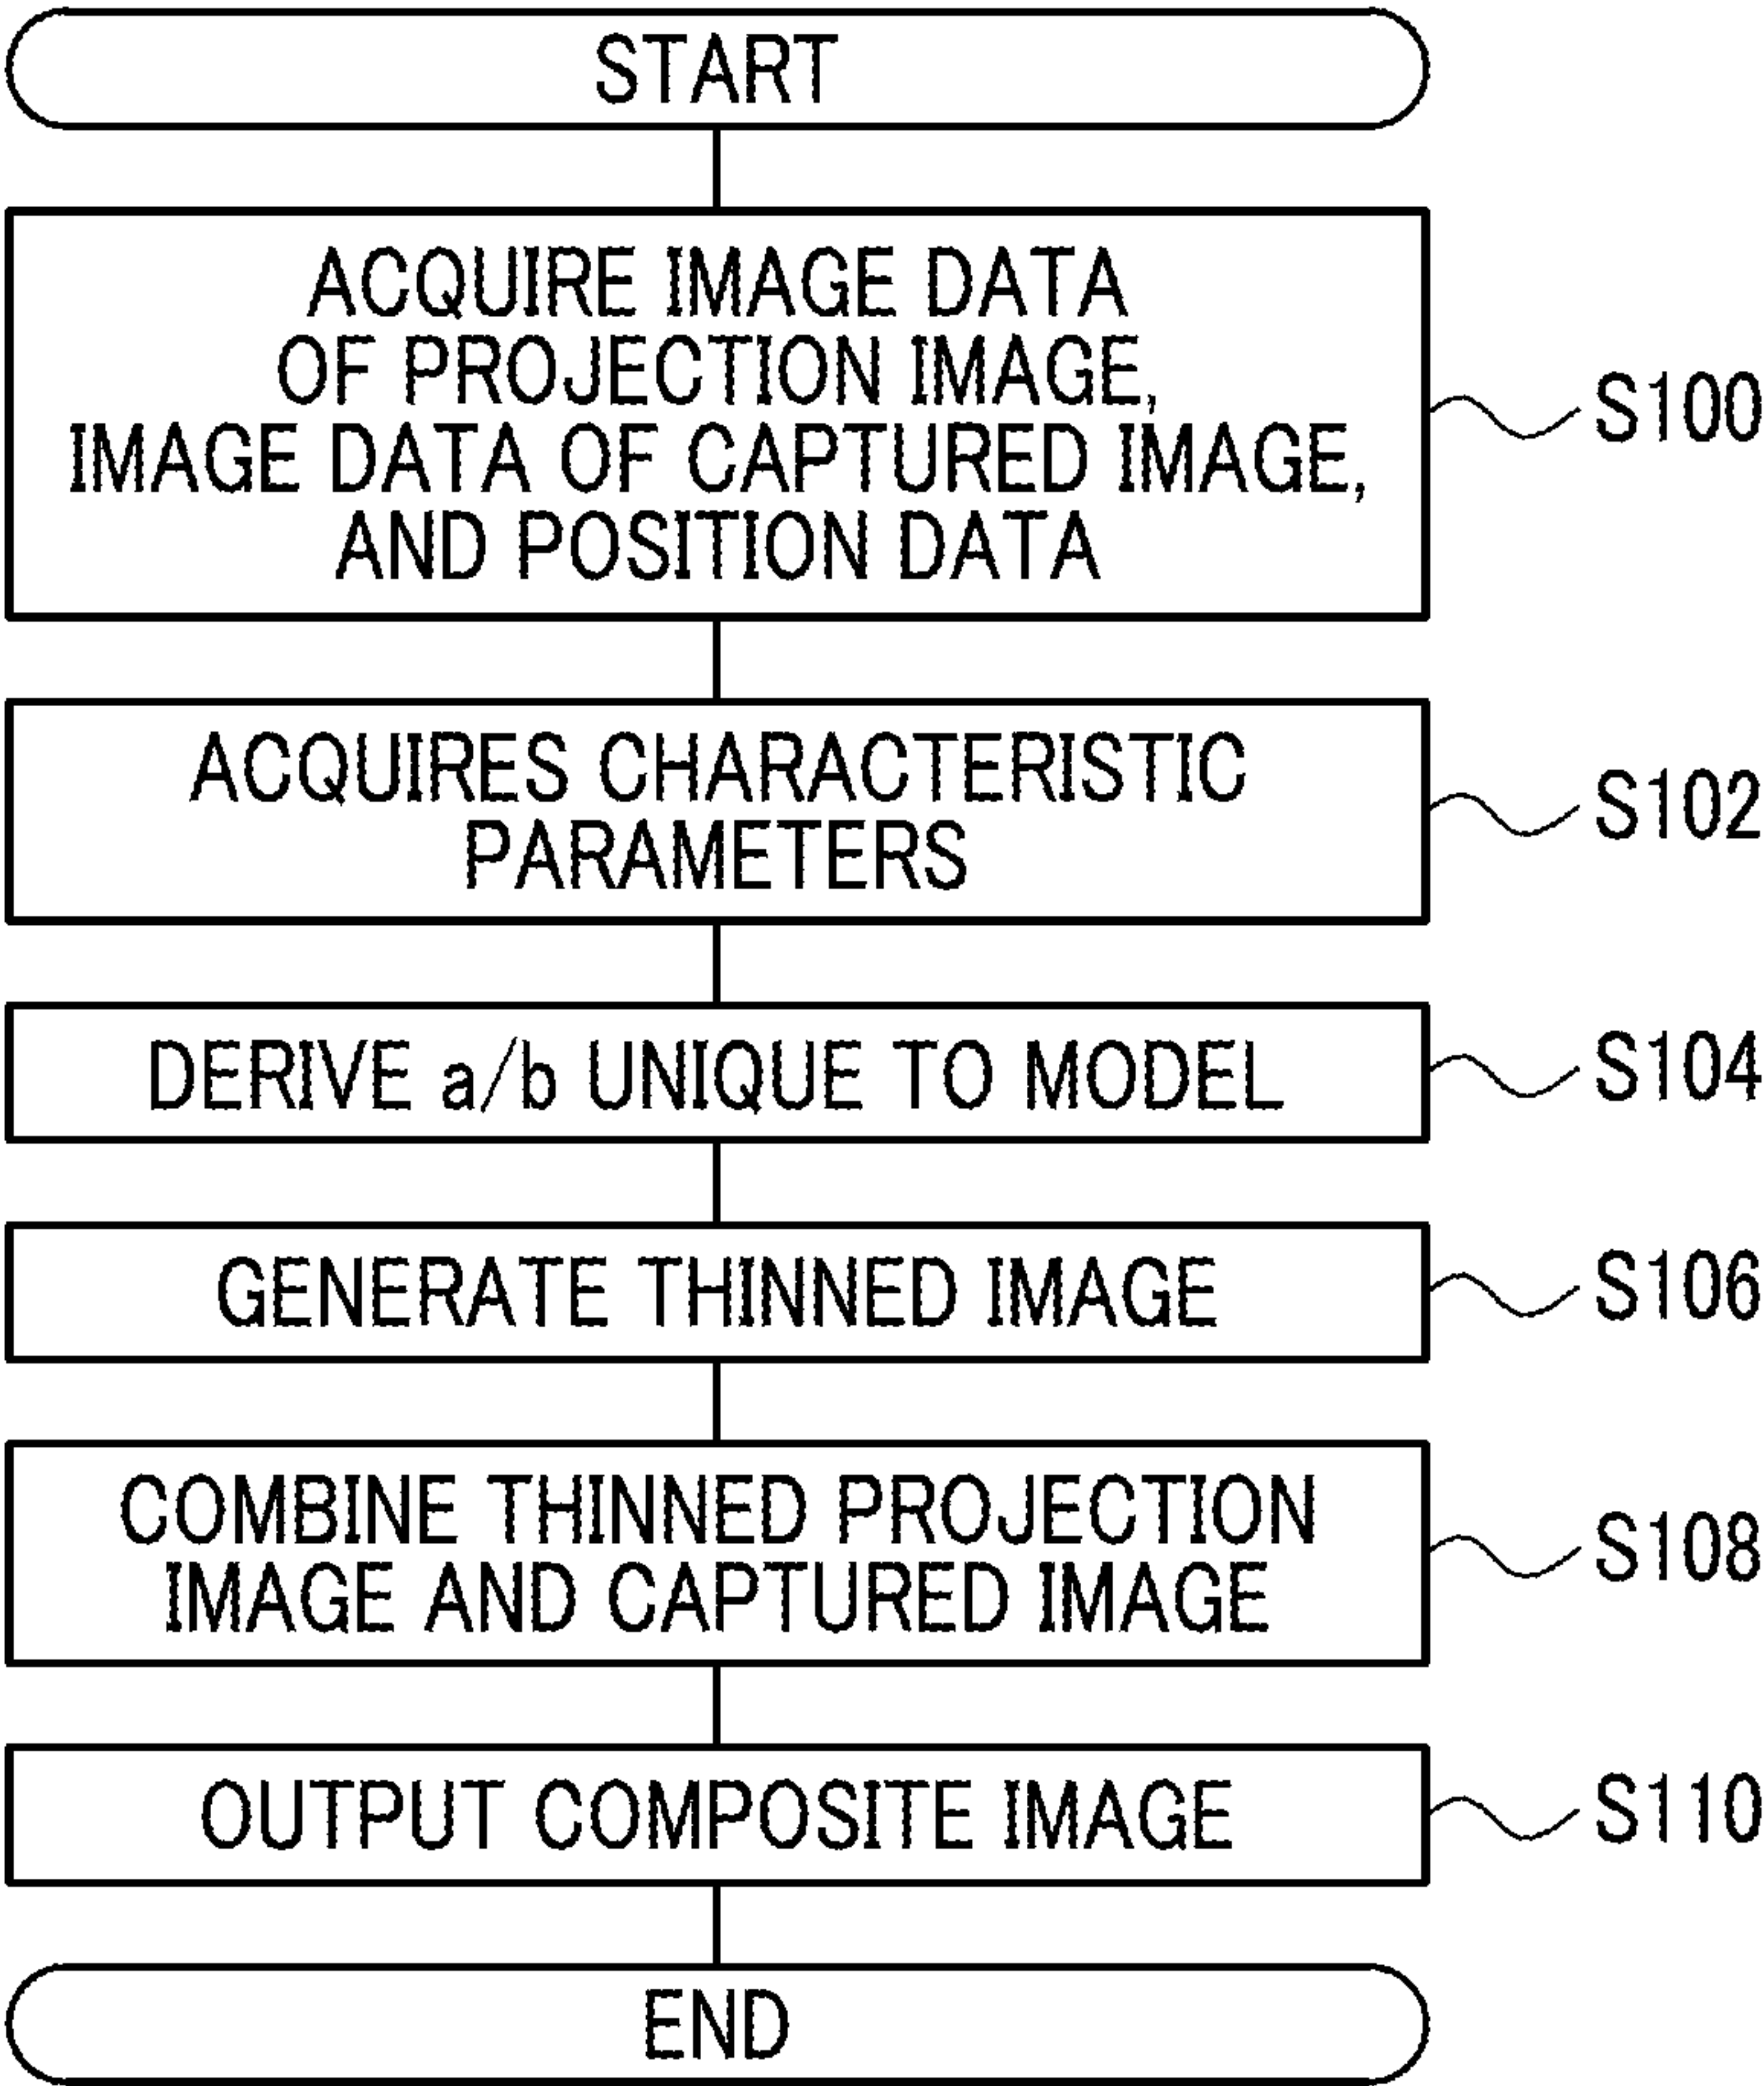 START
ACQUIRE IMAGE DATA
OF PROJECTION IMAGE,
IMAGE DATA OF CAPTURED IMAGE,
AND POSITION DATA
S100
ACQUIRES CHARACTERISTIC
PARAMETERS
S102
DERIVE a/b UNIQUE TO MODEL
S104
GENERATE THINNED IMAGE
S106
COMBINE THINNED PROJECTION
IMAGE AND CAPTURED IMAGE
S108
OUTPUT COMPOSITE IMAGE
S110
END